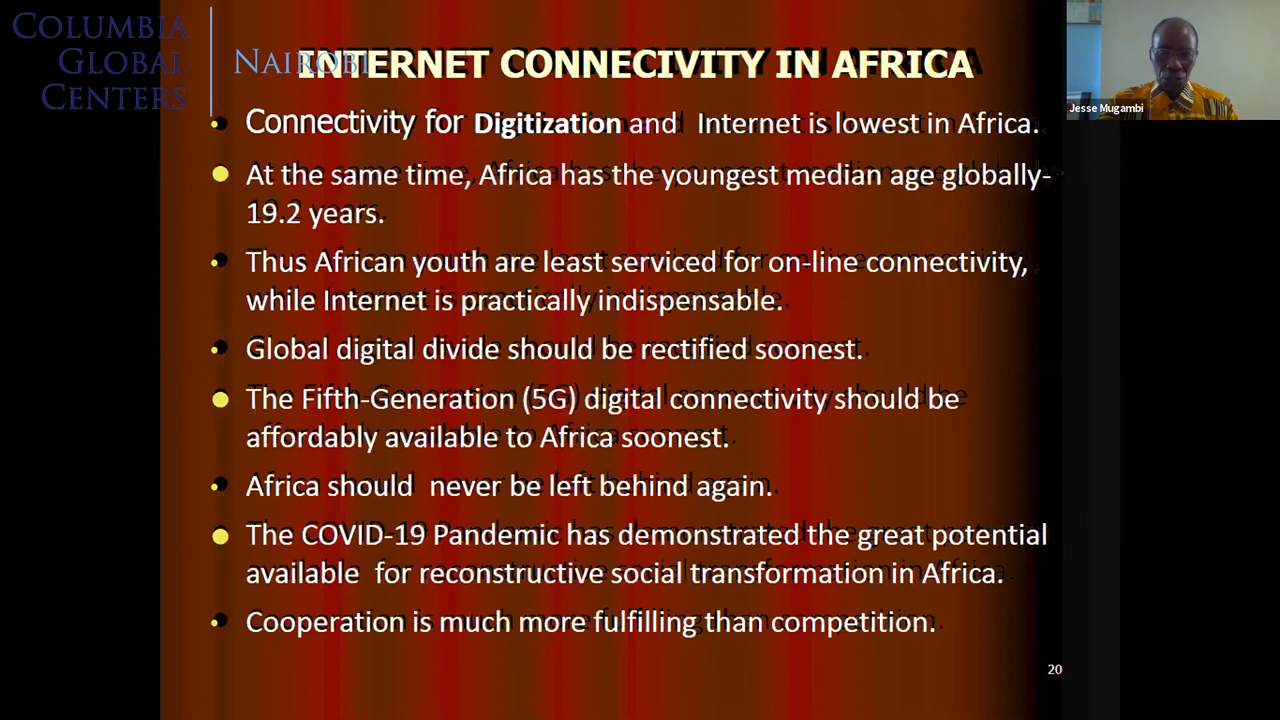 COLUMBIA
GLOBAL
CENTERS
NAIROBI
INTERNET CONNECIVITY IN AFRICA
Jesse Mugambi
• Connectivity for Digitization and Internet is lowest in Africa.
• At the same time, Africa has the youngest median age globally-
19.2 years.
• Thus African youth are least serviced for on-line connectivity,
while Internet is practically indispensable.
• Global digital divide should be rectified soonest.
• The Fifth-Generation (5G) digital connectivity should be
affordably available to Africa soonest.
• Africa should never be left behind again.
• The COVID-19 Pandemic has demonstrated the great potential
available for reconstructive social transformation in Africa.
• Cooperation is much more fulfilling than competition.
20